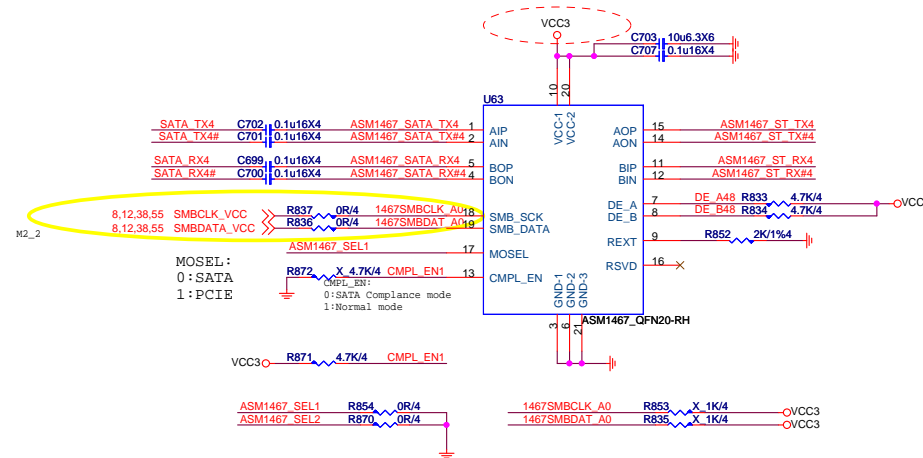 VCC3
C703 10u6.3X6
C707 0.1u16X4
10
20
U63
VCC-1
VCC-2
SATA_TX4 C702 0.1u16X4 ASM1467_SATA_TX4 1 AIP AOP 15 ASM1467_ST_TX4
SATA_TX4# C701 0.1u16X4 ASM1467_SATA_TX#4 2 AIN AON 14 ASM1467_ST_TX#4
SATA_RX4 C699 0.1u16X4 ASM1467_SATA_RX4 5 BOP BIP 11 ASM1467_ST_RX4
SATA_RX4# C700 0.1u16X4 ASM1467_SATA_RX#4 4 BON BIN 12 ASM1467_ST_RX#4
DE_A 7 DE_A48 R833 4.7K/4
VCC
8,12,38,55 SMBCLK_VCC R837 0R/4 1467SMBCLK_A0 18 SMB_SCK DE_B 8 DE_B48 R834 4.7K/4
8,12,38,55 SMBDATA_VCC R836 0R/4 1467SMBDAT_A0 19 SMB_DATA
M2_2
REXT 9 R852 2K/1%4
ASM1467_SEL1 17 MOSEL
MOSEL:
0:SATA
1:PCIE
RSVD 16
R872 X_4.7K/4 CMPL_EN1 13 CMPL_EN
CMPL_EN:
0:SATA Compliance mode
1:Normal mode
GND-1
GND-2
GND-3
3
6
21
ASM1467_QFN20-RH
VCC3 R871 4.7K/4 CMPL_EN1
ASM1467_SEL1 R854 0R/4
ASM1467_SEL2 R870 0R/4
1467SMBCLK_A0 R853 X_1K/4 VCC3
1467SMBDAT_A0 R835 X_1K/4 VCC3